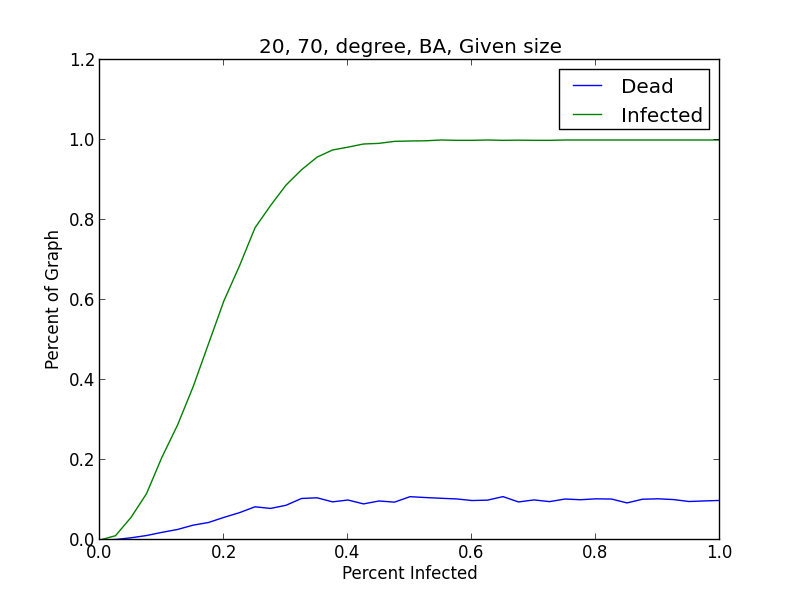 20, 70, degree, BA, Given size
Dead
Infected
1.2
1.0
0.8
0.6
0.4
0.2
0.0
Percent of Graph
0.0 0.2 0.4 0.6 0.8 1.0
Percent Infected